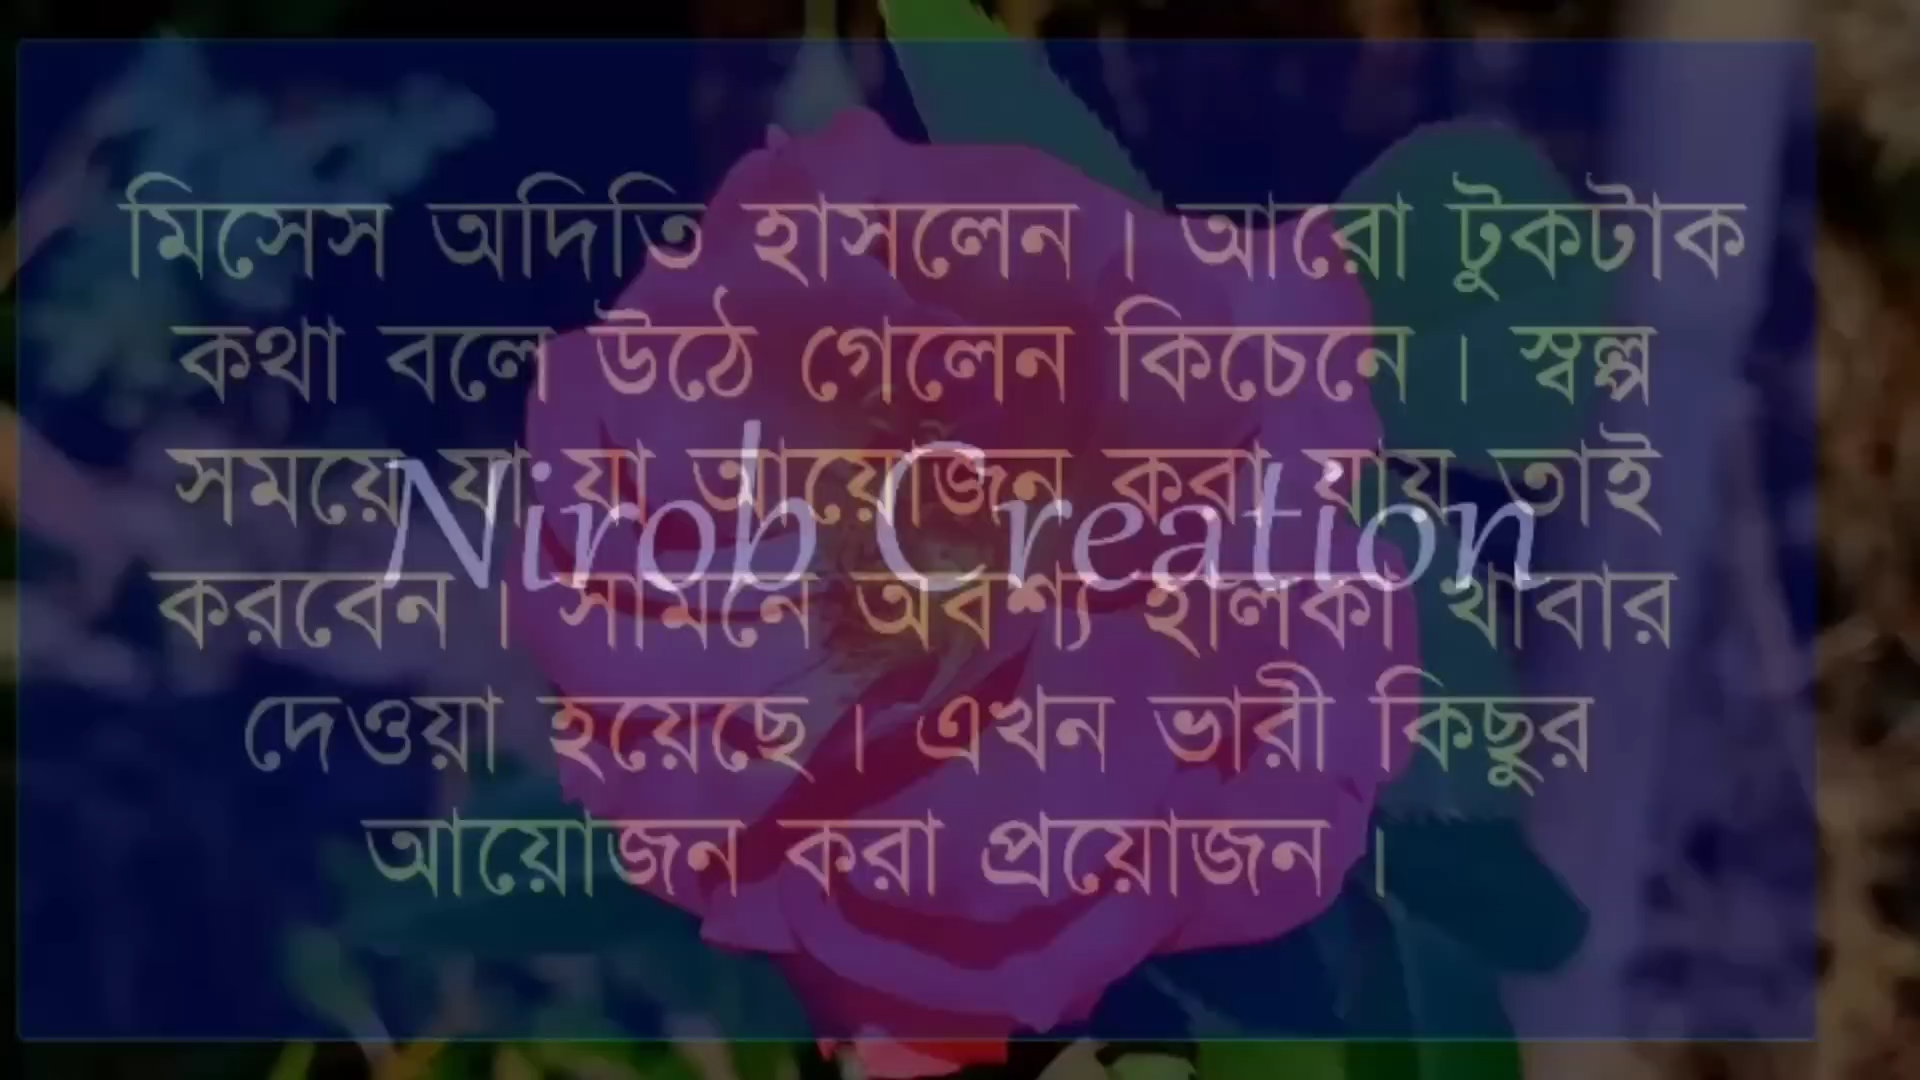 মিসেস অদিতি হাসলেন। আরো টুকটাক
কথা বলে উঠে গেলেন কিচেনে। স্বল্প
সময়ে যা যা আয়োজন করা যায় তাই
Nirob Creation
করবেন। সামনে অবশ্য হালকা খাবার
দেওয়া হয়েছে। এখন ভারী কিছুর
আয়োজন করা প্রয়োজন।